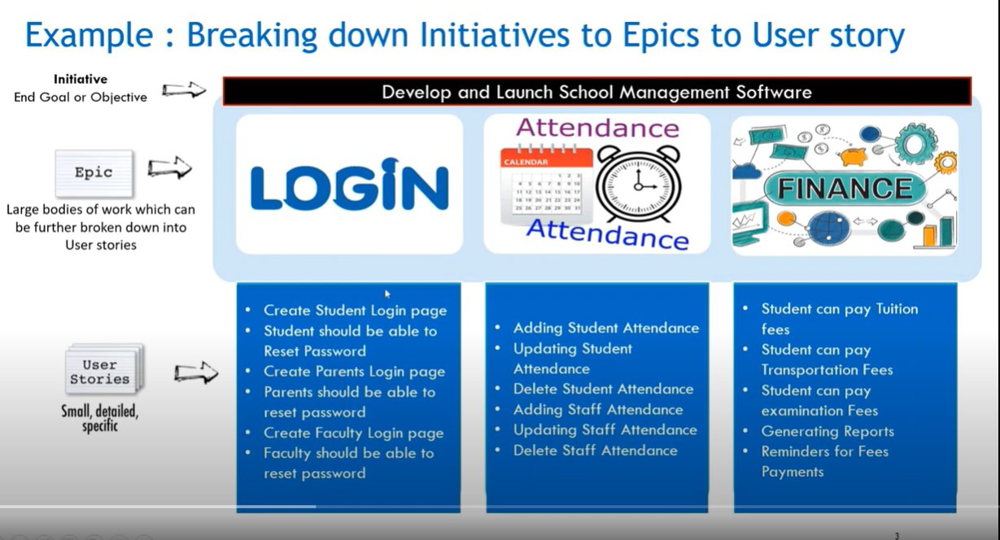 Example : Breaking down Initiatives to Epics to User story
Initiative
End Goal or Objective
Develop and Launch School Management Software
Epic
Large bodies of work which can
be further broken down into
User stories
LOGIN
Attendance
CALENDAR
1 2 3
4 5 6 7 8 9 10
11 12 13 14 15 16 17
18 19 20 21 22 23 24
25 26 27 28 29 30 31
Attendance
FINANCE
User
Stories
Small, detailed,
specific
• Create Student Login page
• Student should be able to
Reset Password
• Create Parents Login page
• Parents should be able to
reset password
• Create Faculty Login page
• Faculty should be able to
reset password
• Adding Student Attendance
• Updating Student
Attendance
• Delete Student Attendance
• Adding Staff Attendance
• Updating Staff Attendance
• Delete Staff Attendance
• Student can pay Tuition
fees
• Student can pay
Transportation Fees
• Student can pay
examination Fees
• Generating Reports
• Reminders for Fees
Payments
3